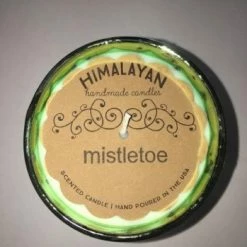 HIMALAYAN
handmade candles
mistletoe
SCENTED CANDLE | HAND POURED IN THE USA